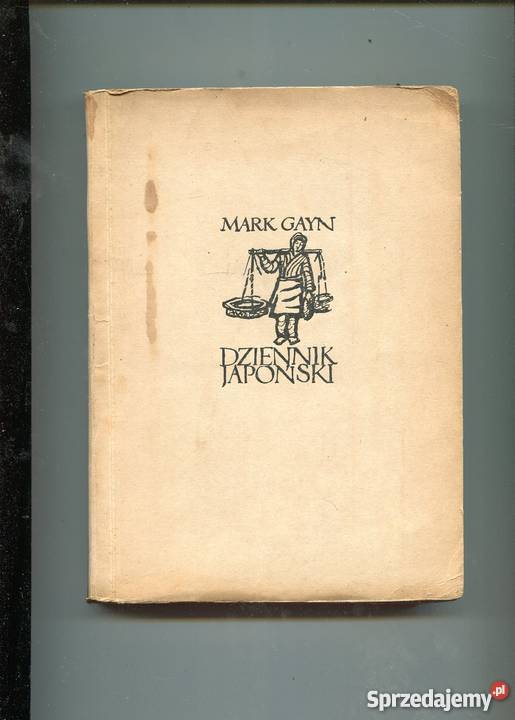 MARK GAYN
DZIENNIK
JAPOŃSKI
Sprzedajemy.pl